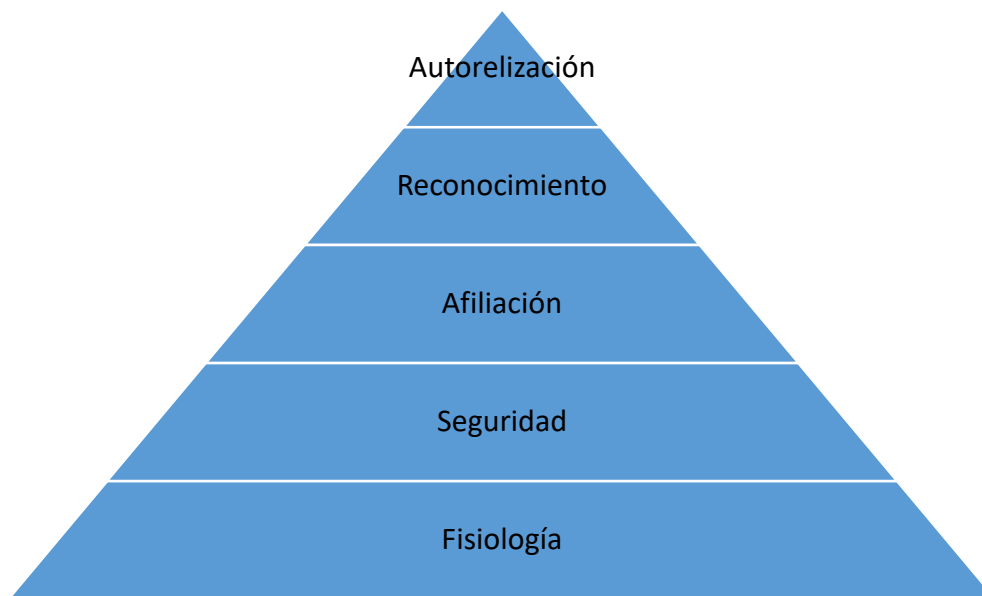 Autorelización
Reconocimiento
Afiliación
Seguridad
Fisiología